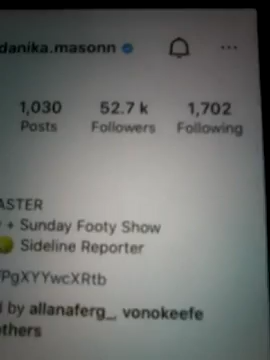 danika.masonn
1,030 52.7 k 1,702
Posts Followers Following
ASTER
+ Sunday Footy Show
Sideline Reporter
PgXYYwcXRtb
by allanaferg_, vonokeefe
thers